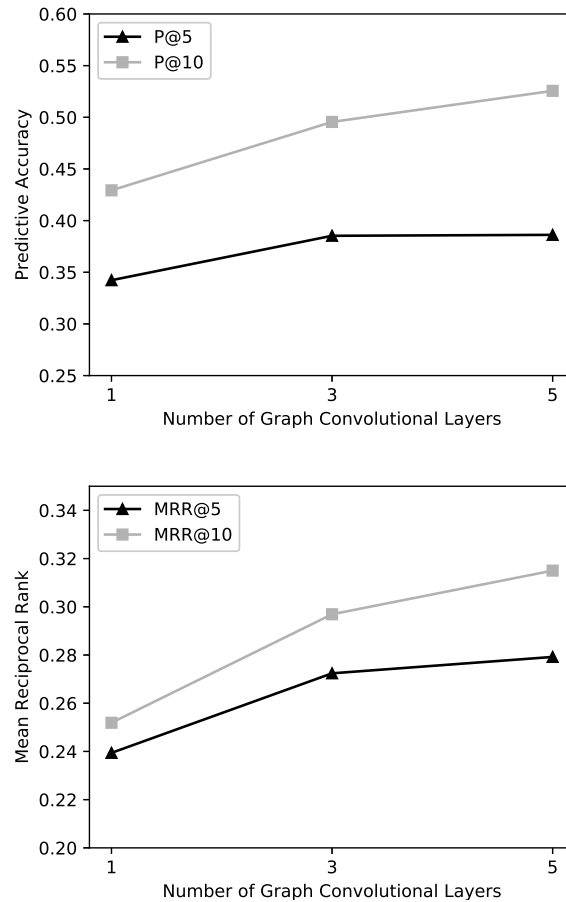 0.60
0.55
0.50
0.45
0.40
0.35
0.30
0.25
Predictive Accuracy
P@5
P@10
1 3 5
Number of Graph Convolutional Layers
0.34
0.32
0.30
0.28
0.26
0.24
0.22
0.20
Mean Reciprocal Rank
MRR@5
MRR@10
1 3 5
Number of Graph Convolutional Layers